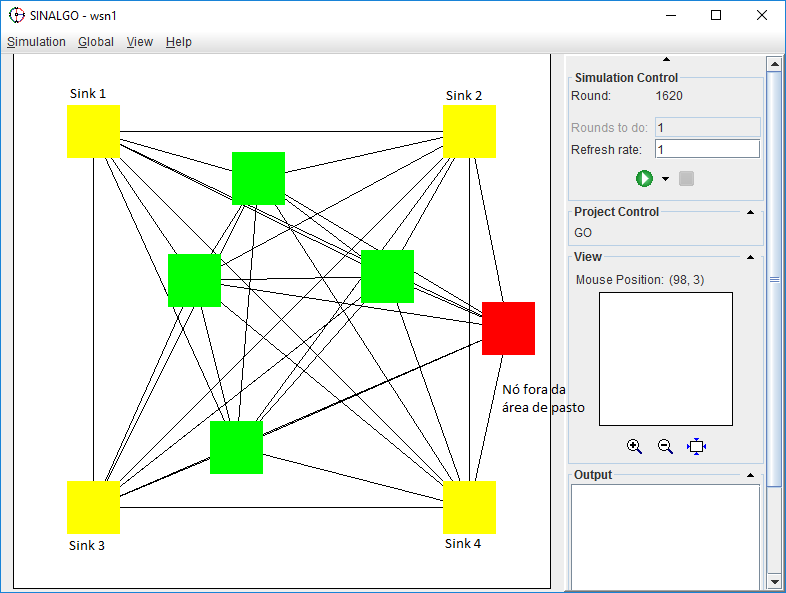 SINALGO - wsn1
Simulation Global View Help
Sink 1
Sink 2
Nó fora da
área de pasto
Sink 3
Sink 4
Simulation Control
Round: 1620
Rounds to do: 1
Refresh rate: 1
Project Control
GO
View
Mouse Position: (98, 3)
Output